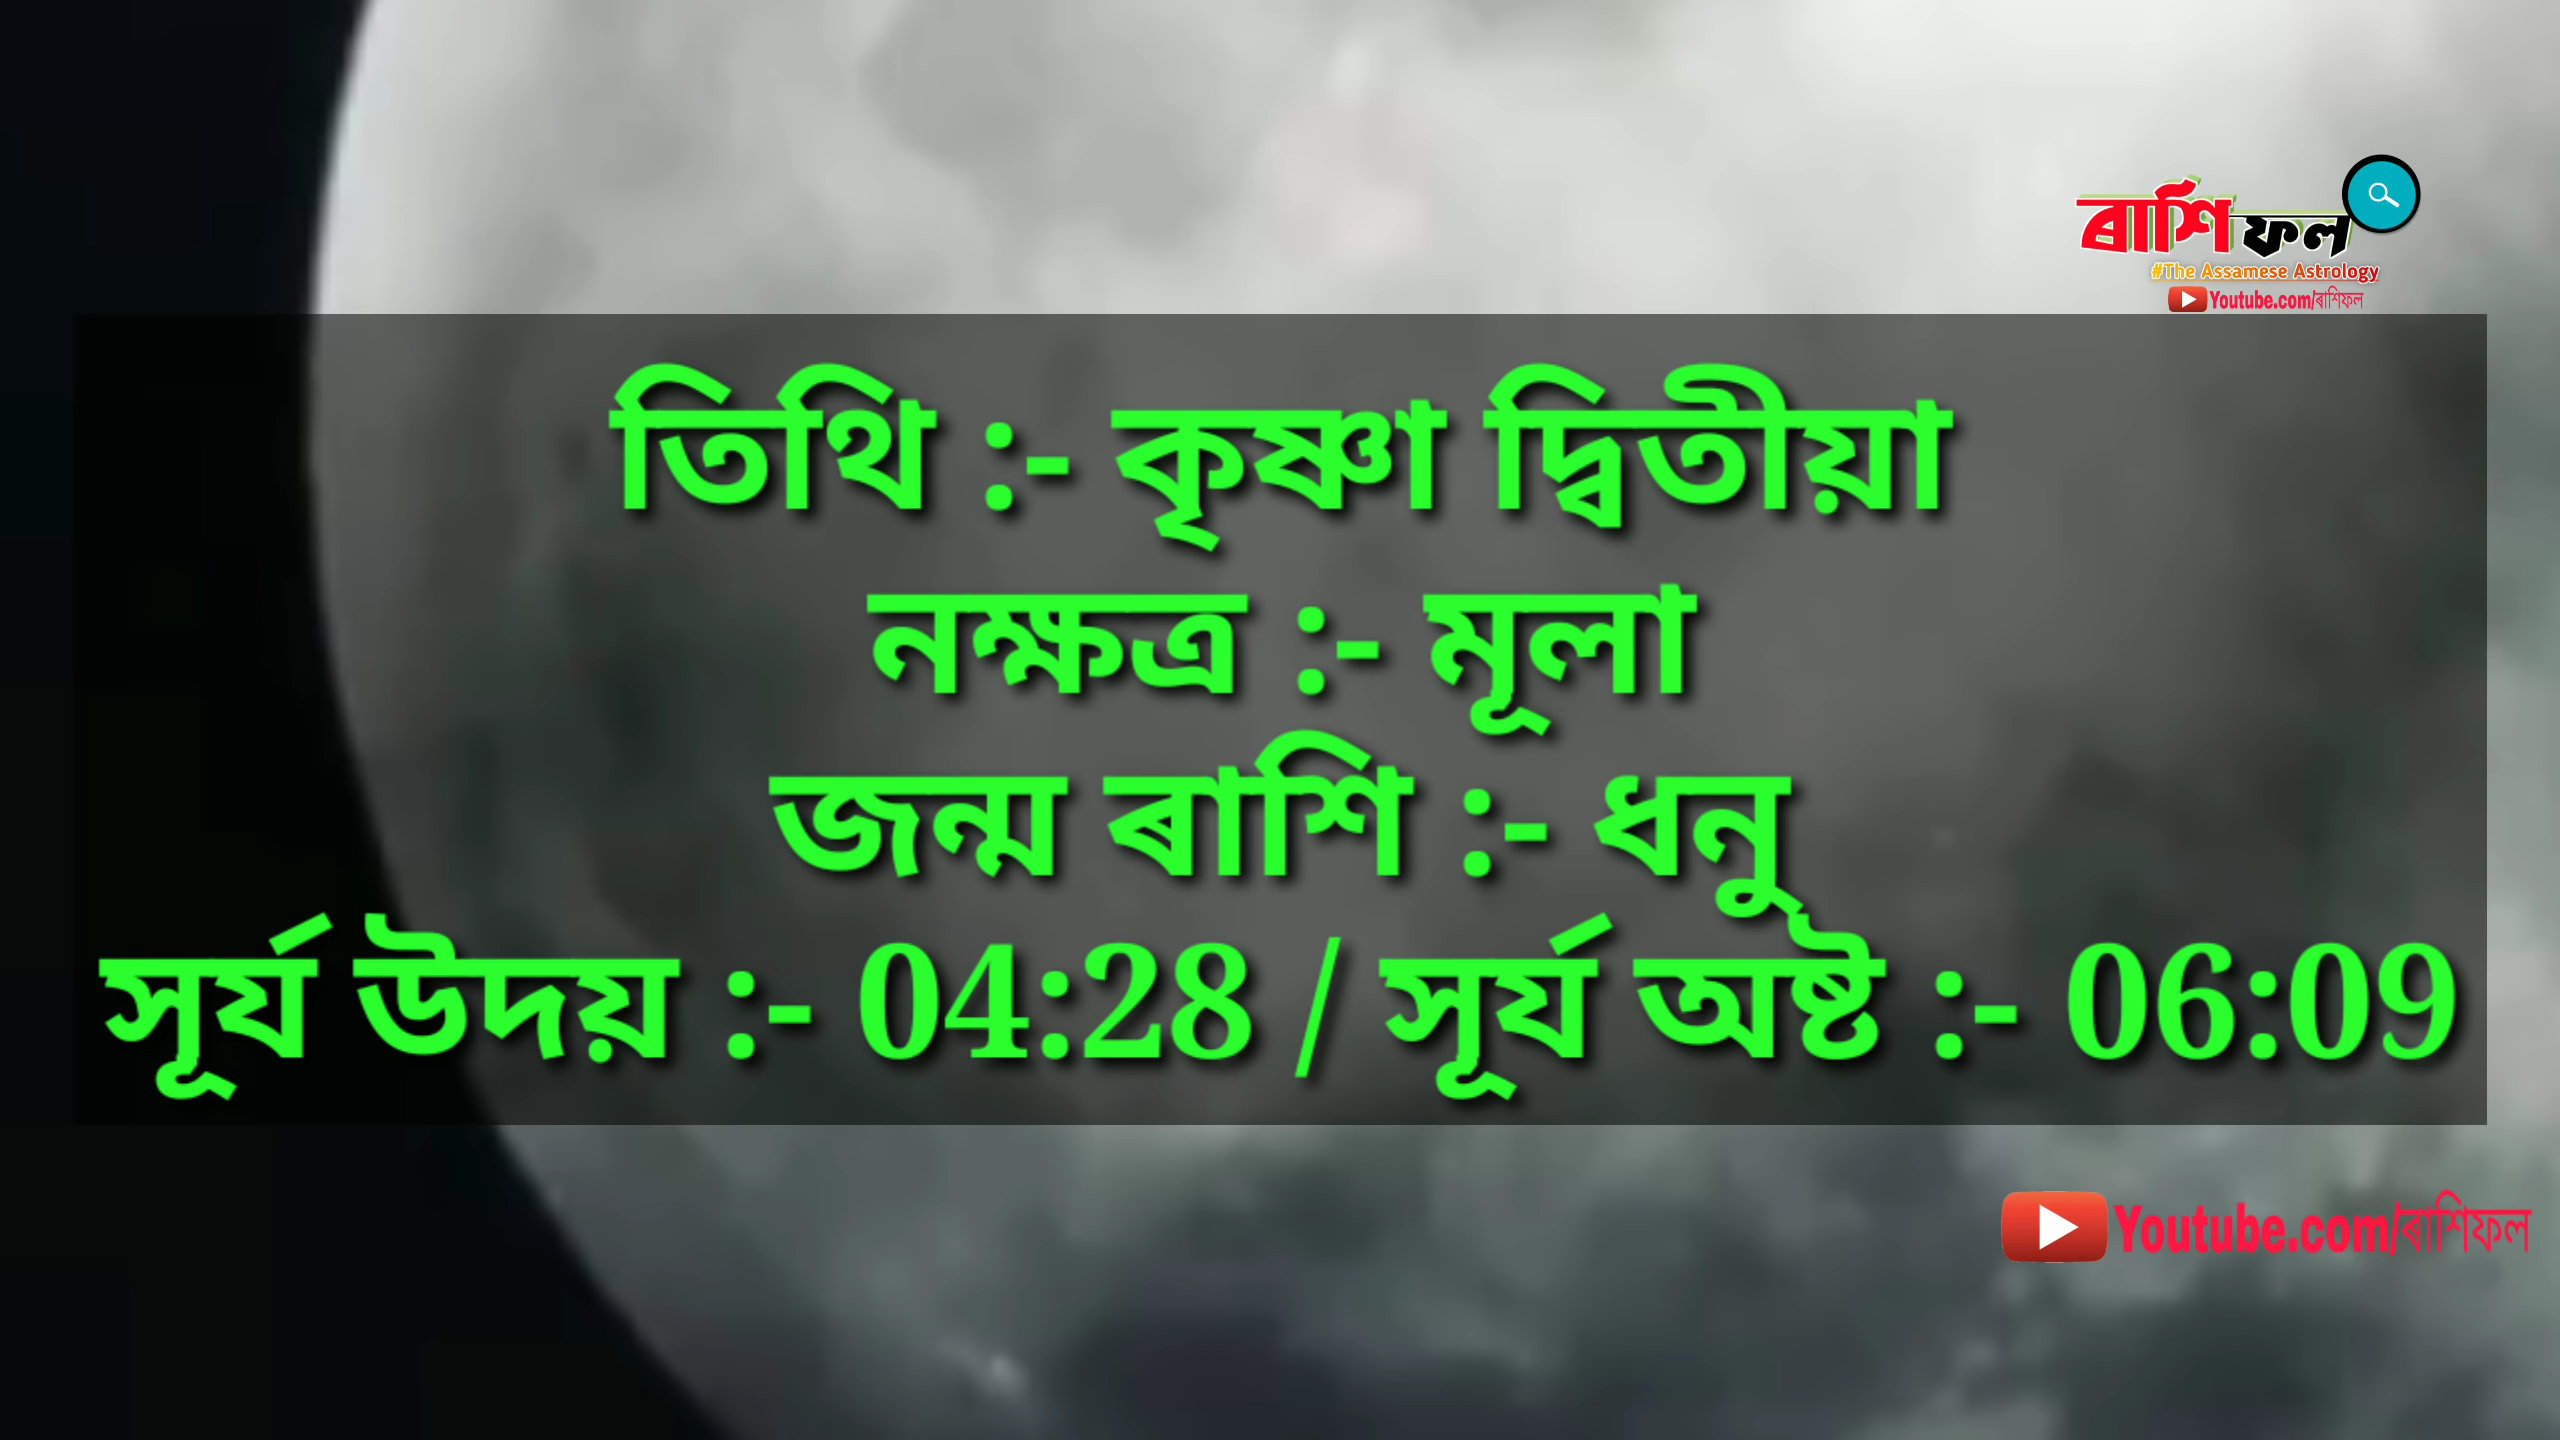 ৰাশি ফল
#The Assamese Astrology
Youtube.com/ৰাশিফল
তিথি :- কৃষ্ণা দ্বিতীয়া
নক্ষত্ৰ :- মূলা
জন্ম ৰাশি :- ধনু
সূৰ্য উদয় :- 04:28 / সূৰ্য অষ্ট :- 06:09
Youtube.com/ৰাশিফল